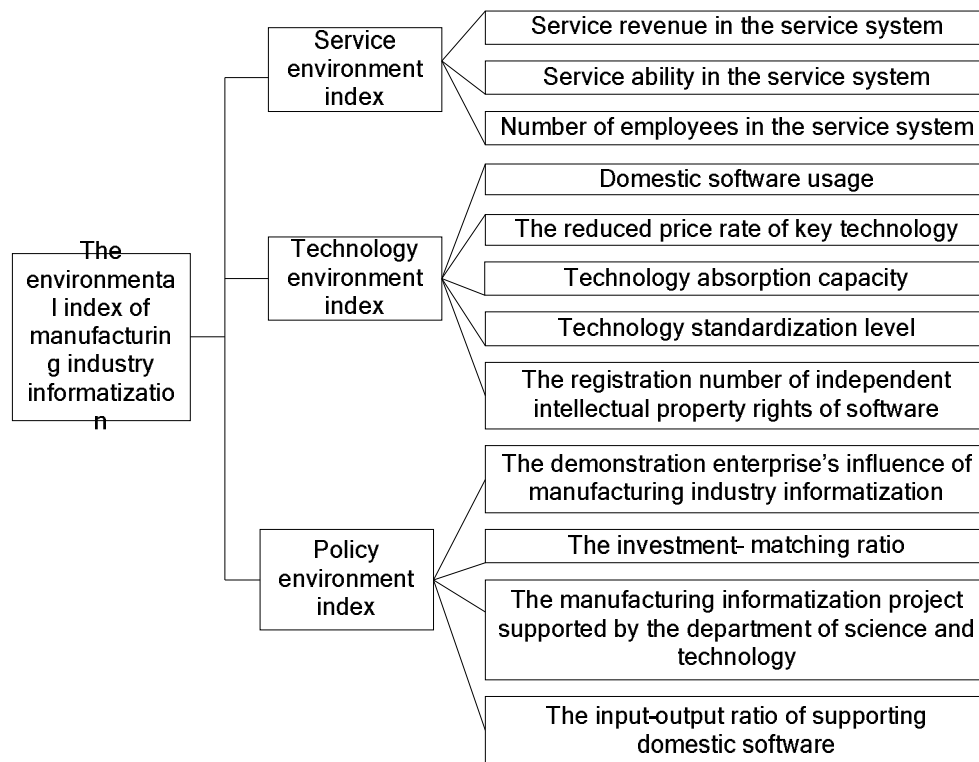 Service
environment
index
Service revenue in the service system
Service ability in the service system
Number of employees in the service system
The
environmenta
l index of
manufacturin
g industry
informatizatio
n
Technology
environment
index
Domestic software usage
The reduced price rate of key technology
Technology absorption capacity
Technology standardization level
The registration number of independent
intellectual property rights of software
Policy
environment
index
The demonstration enterprise's influence of
manufacturing industry informatization
The investment- matching ratio
The manufacturing informatization project
supported by the department of science and
technology
The input-output ratio of supporting
domestic software